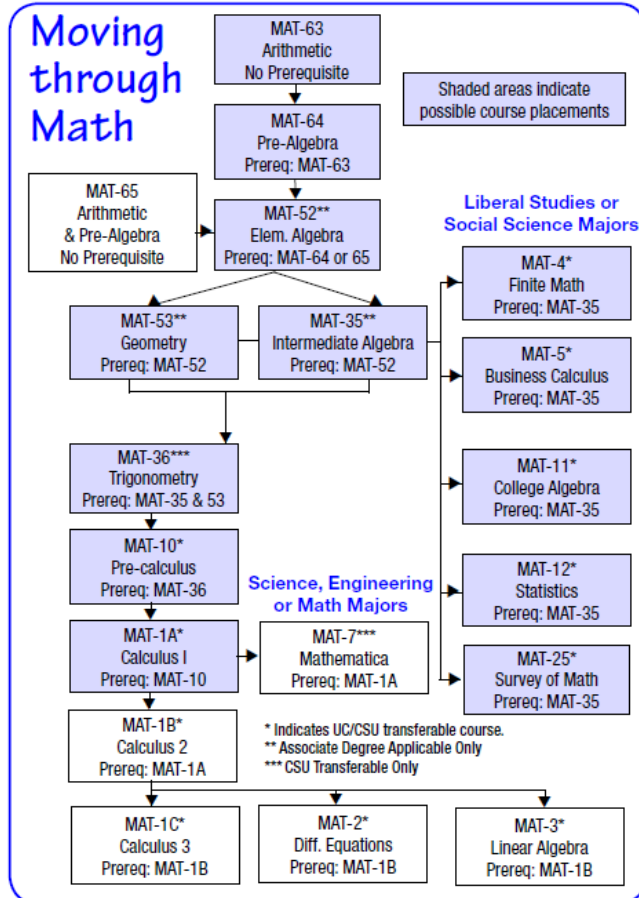 Moving
through
Math
MAT-63
Arithmetic
No Prerequisite
Shaded areas indicate
possible course placements
MAT-64
Pre-Algebra
Prereq: MAT-63
MAT-65
Arithmetic
& Pre-Algebra
No Prerequisite
MAT-52**
Elem. Algebra
Prereq: MAT-64 or 65
Liberal Studies or
Social Science Majors
MAT-4*
Finite Math
Prereq: MAT-35
MAT-53**
Geometry
Prereq: MAT-52
MAT-35**
Intermediate Algebra
Prereq: MAT-52
MAT-5*
Business Calculus
Prereq: MAT-35
MAT-36***
Trigonometry
Prereq: MAT-35 & 53
MAT-11*
College Algebra
Prereq: MAT-35
MAT-10*
Pre-calculus
Prereq: MAT-36
Science, Engineering
or Math Majors
MAT-12*
Statistics
Prereq: MAT-35
MAT-1A*
Calculus I
Prereq: MAT-10
MAT-7***
Mathematica
Prereq: MAT-1A
MAT-25*
Survey of Math
Prereq: MAT-35
MAT-1B*
Calculus 2
Prereq: MAT-1A
* Indicates UC/CSU transferable course.
** Associate Degree Applicable Only
*** CSU Transferable Only
MAT-1C*
Calculus 3
Prereq: MAT-1B
MAT-2*
Diff. Equations
Prereq: MAT-1B
MAT-3*
Linear Algebra
Prereq: MAT-1B